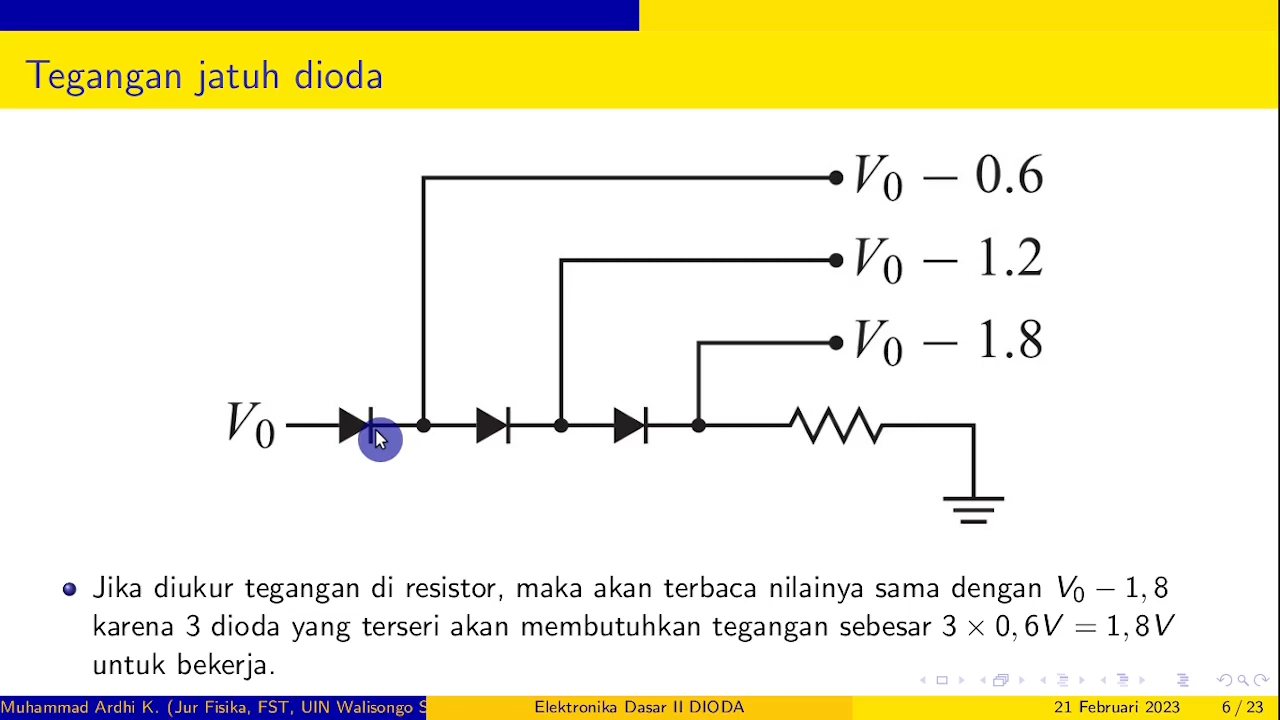 Tegangan jatuh dioda
V₀ − 0.6
V₀ − 1.2
V₀ − 1.8
V₀
Jika diukur tegangan di resistor, maka akan terbaca nilainya sama dengan V₀ − 1, 8
karena 3 dioda yang terseri akan membutuhkan tegangan sebesar 3 × 0, 6V = 1, 8V
untuk bekerja.
Muhammad Ardhi K. (Jur Fisika, FST, UIN Walisongo S
Elektronika Dasar II DIODA
21 Februari 2023
6 / 23